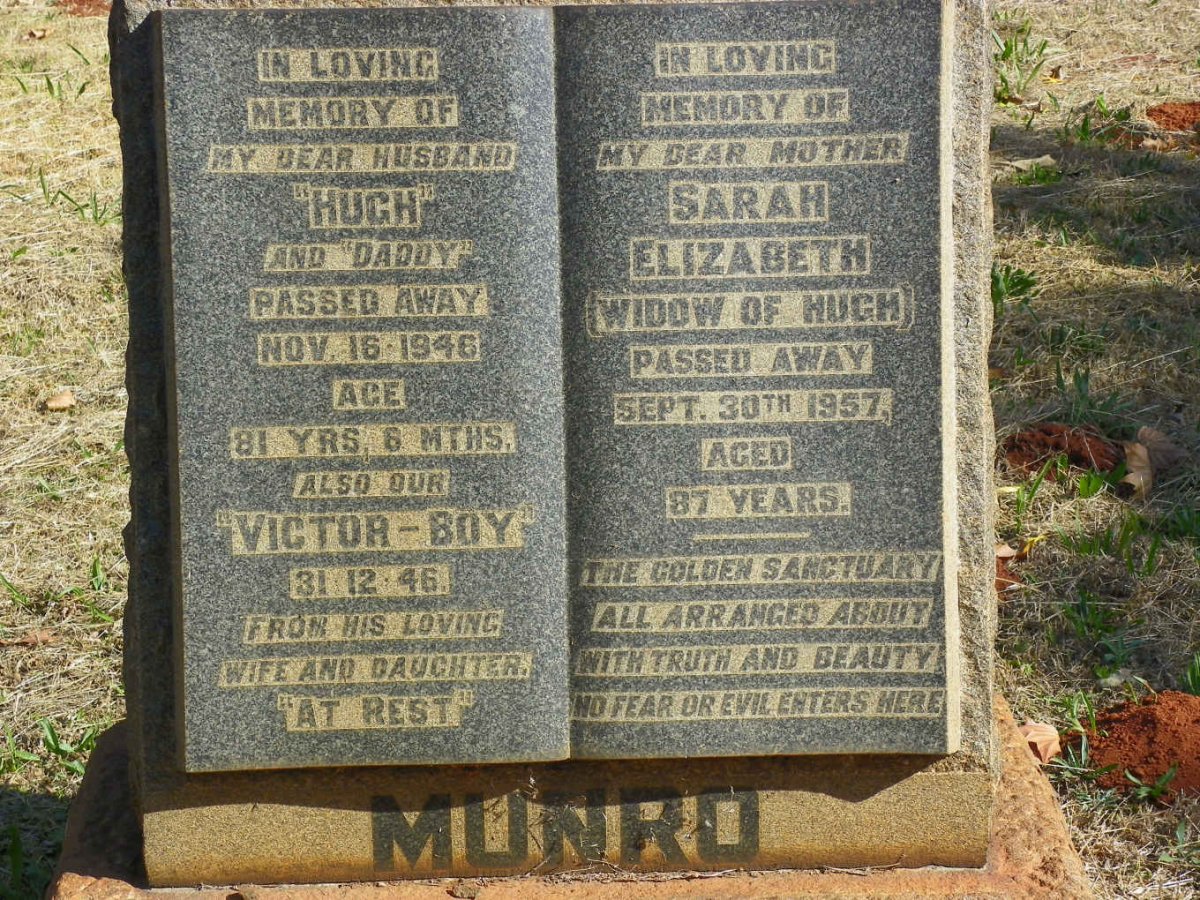 IN LOVING
MEMORY OF
MY DEAR HUSBAND
"HUGH"
AND "DADDY"
PASSED AWAY
NOV. 16·1946
AGE
81 YRS, 6 MTHS.
ALSO OUR
"VICTOR-BOY"
31·12·46
FROM HIS LOVING
WIFE AND DAUGHTER.
"AT REST"
IN LOVING
MEMORY OF
MY DEAR MOTHER
SARAH
ELIZABETH
(WIDOW OF HUGH)
PASSED AWAY
SEPT. 30TH 1957,
AGED
87 YEARS.
THE GOLDEN SANCTUARY
ALL ARRANGED ABOUT
WITH TRUTH AND BEAUTY,
NO FEAR OR EVIL ENTERS HERE
MUNRO